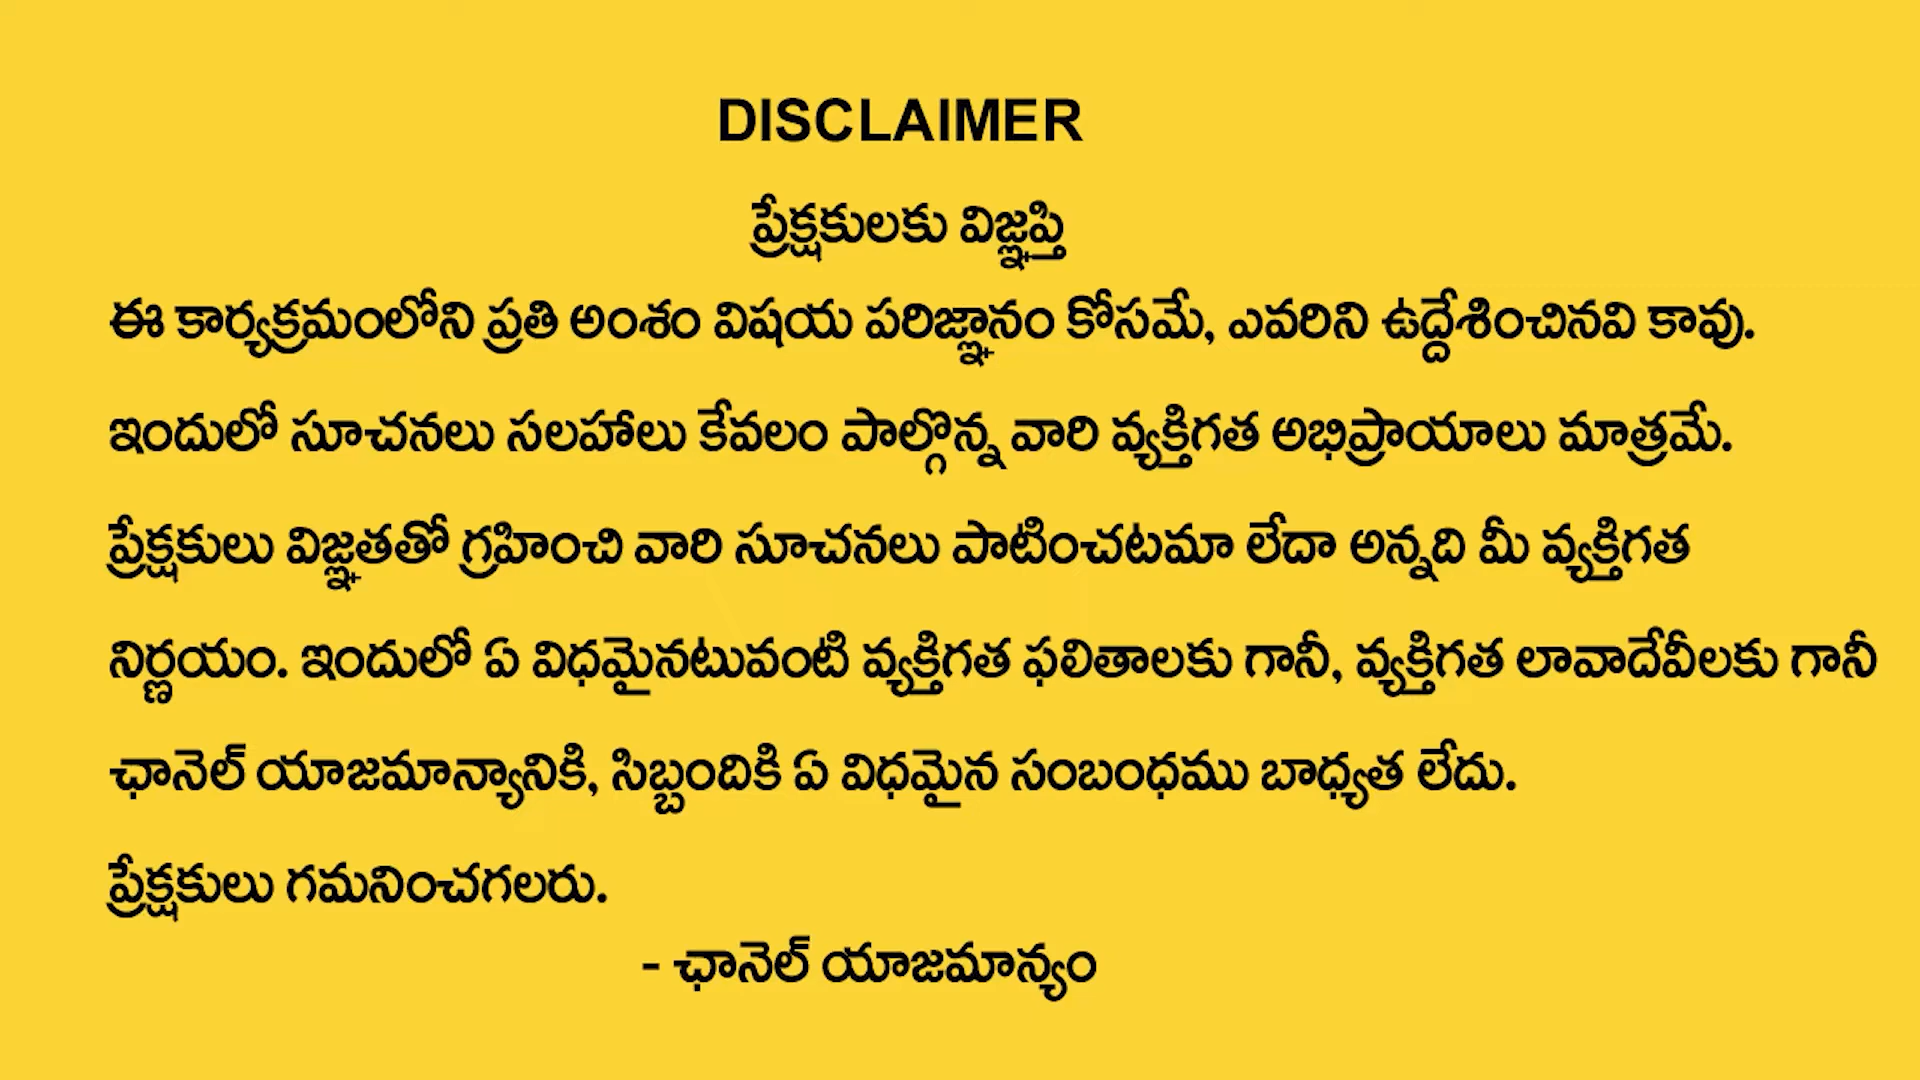 DISCLAIMER
ప్రేక్షకులకు విజ్ఞప్తి
ఈ కార్యక్రమంలోని ప్రతి అంశం విషయ పరిజ్ఞానం కోసమే, ఎవరిని ఉద్దేశించినవి కావు.
ఇందులో సూచనలు సలహాలు కేవలం పాల్గొన్న వారి వ్యక్తిగత అభిప్రాయాలు మాత్రమే.
ప్రేక్షకులు విజ్ఞతతో గ్రహించి వారి సూచనలు పాటించటమా లేదా అన్నది మీ వ్యక్తిగత
నిర్ణయం. ఇందులో ఏ విధమైనటువంటి వ్యక్తిగత ఫలితాలకు గానీ, వ్యక్తిగత లావాదేవీలకు గానీ
ఛానెల్ యాజమాన్యానికి, సిబ్బందికి ఏ విధమైన సంబంధము బాధ్యత లేదు.
ప్రేక్షకులు గమనించగలరు.
- ఛానెల్ యాజమాన్యం